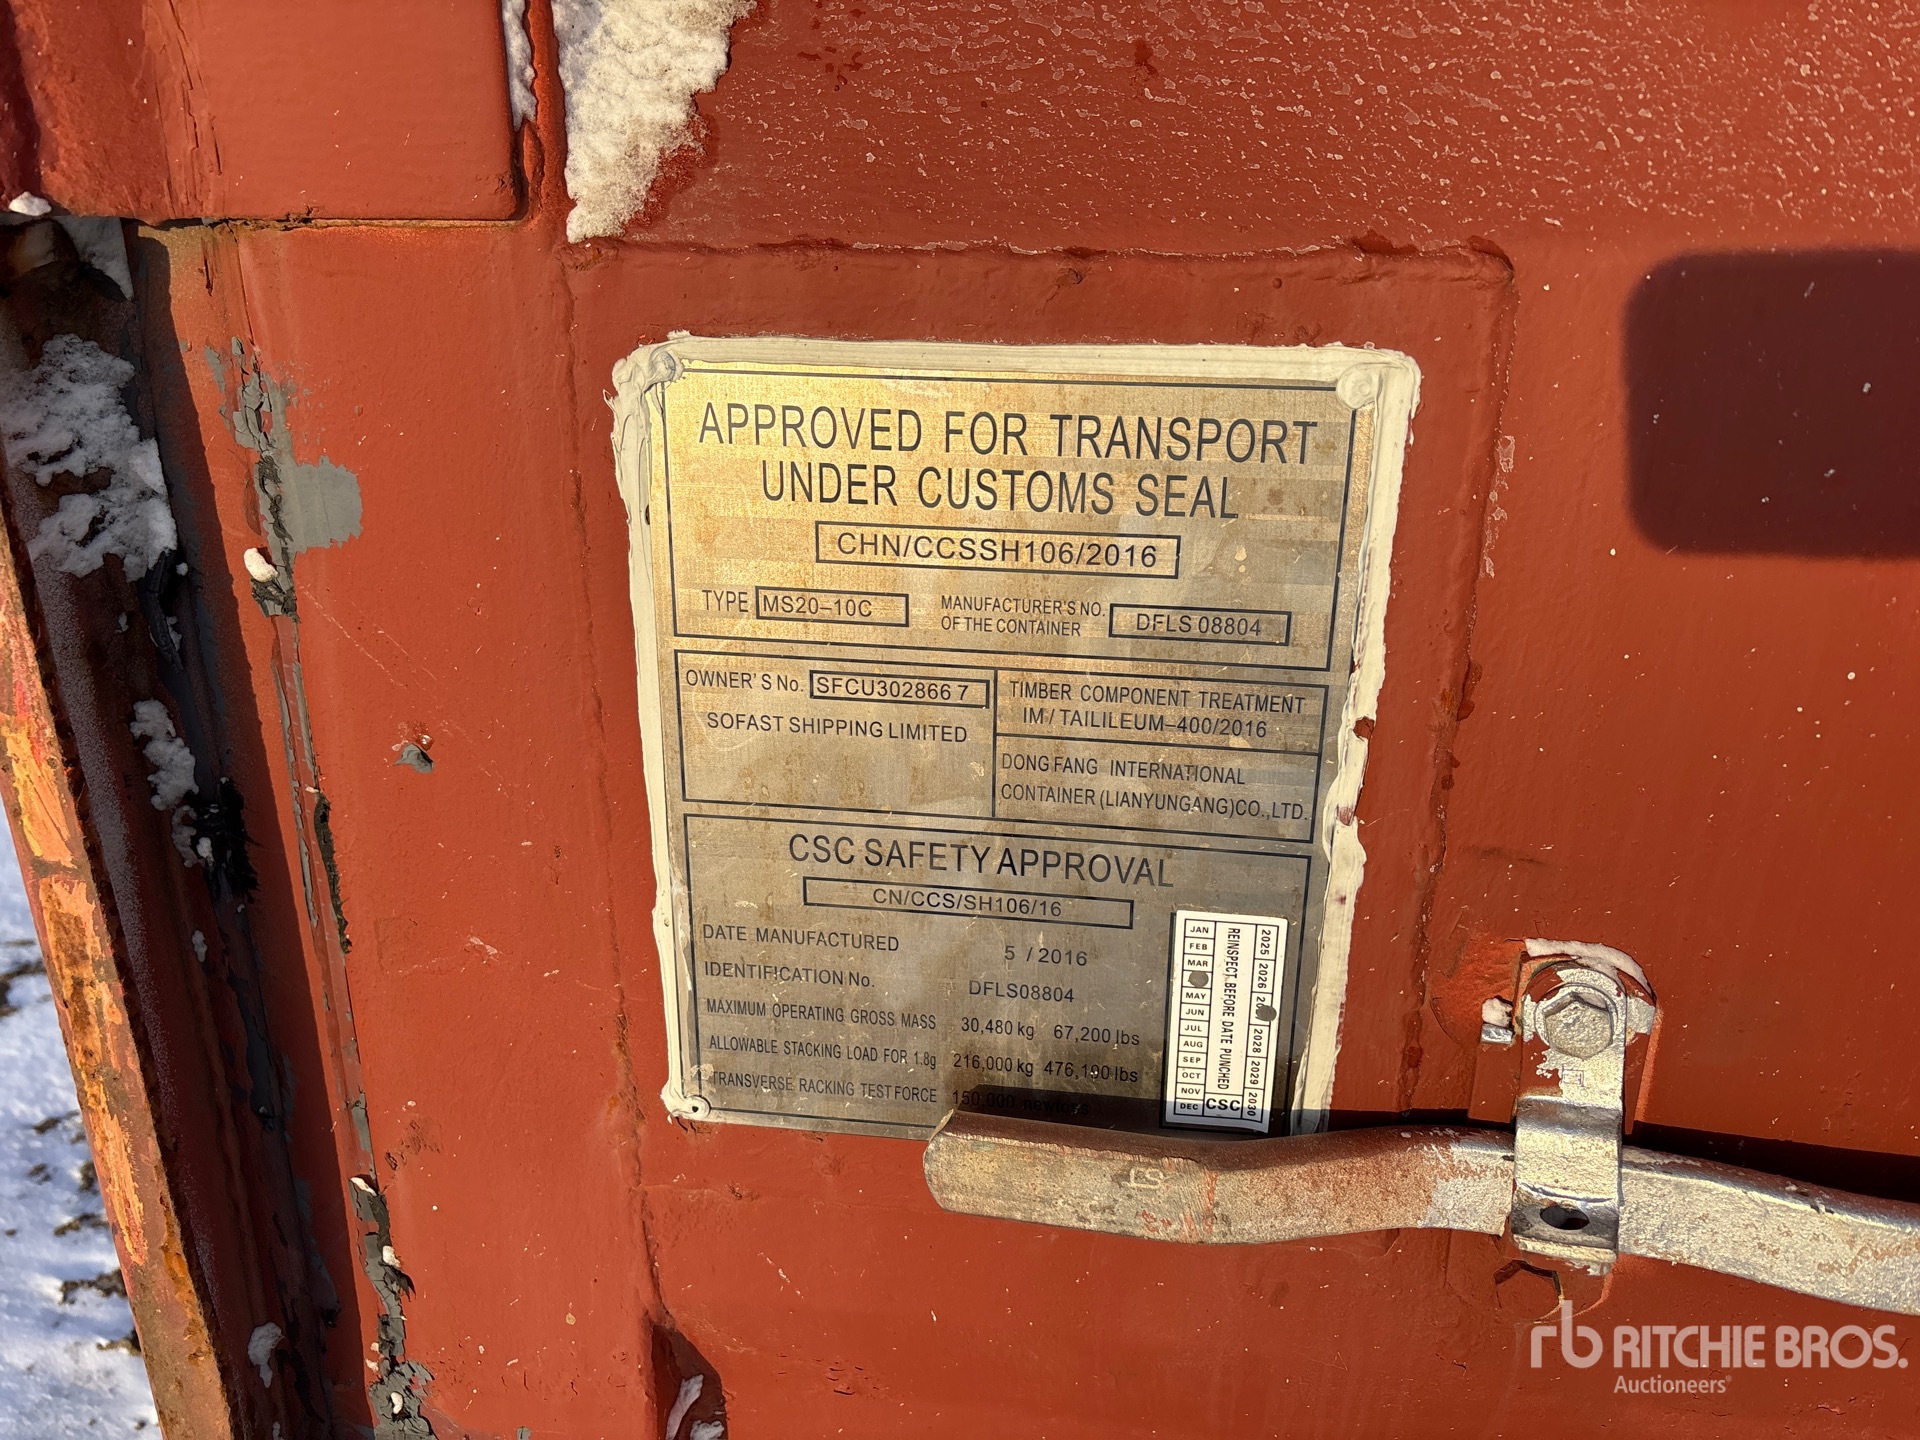 APPROVED FOR TRANSPORT
UNDER CUSTOMS SEAL
CHN/CCSSH106/2016
TYPE MS20-10C
MANUFACTURER'S NO.
OF THE CONTAINER
DFLS 08804
OWNER'S No. SFCU302866 7
SOFAST SHIPPING LIMITED
TIMBER COMPONENT TREATMENT
IM / TAILILEUM-400/2016
DONG FANG INTERNATIONAL
CONTAINER (LIANYUNGANG) CO., LTD.
CSC SAFETY APPROVAL
CN/CCS/SH106/16
DATE MANUFACTURED 5 / 2016
IDENTIFICATION No. DFLS08804
MAXIMUM OPERATING GROSS MASS 30,480 kg 67,200 lbs
ALLOWABLE STACKING LOAD FOR 1.8g 216,000 kg 476,190 lbs
TRANSVERSE RACKING TEST FORCE 150,000 newtons
JAN
FEB
MAR
MAY
JUN
JUL
AUG
SEP
OCT
NOV
DEC
REINSPECT BEFORE DATE PUNCHED
CSC
2025 2026 2028 2029 2030
rb RITCHIE BROS.
Auctioneers